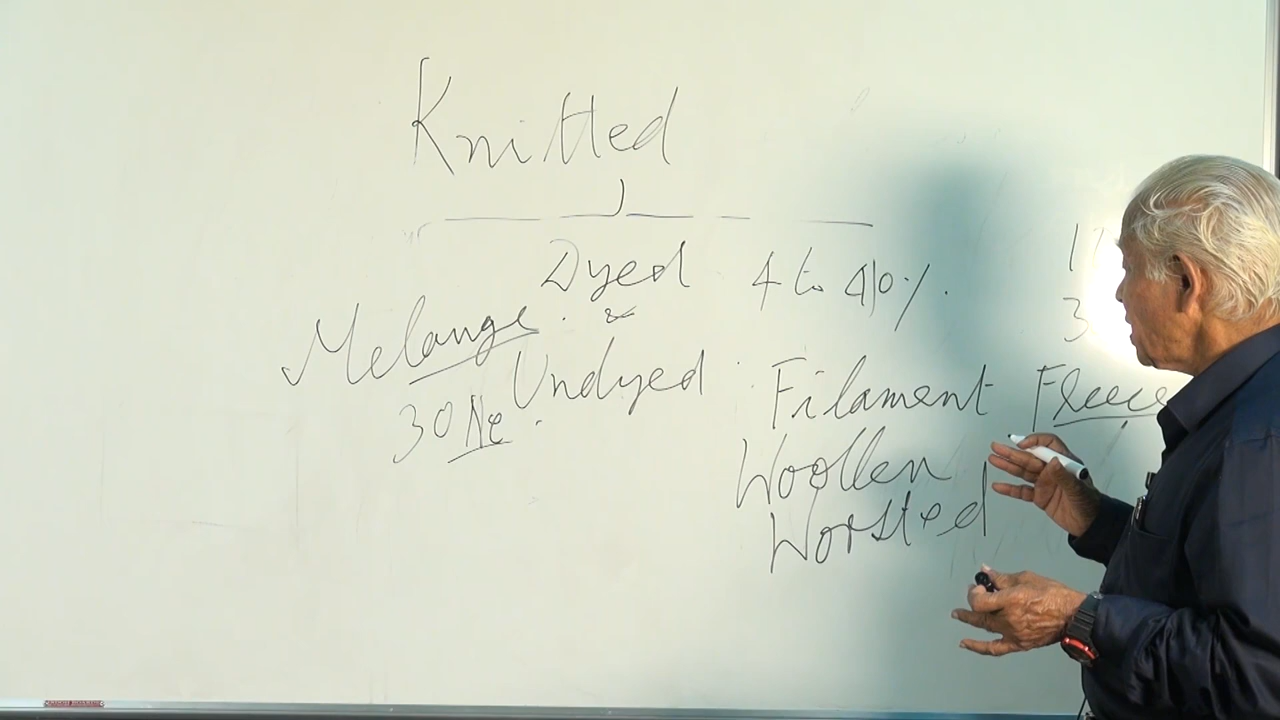 Knitted
Dyed 4 to 40%.
Melange. &
Undyed
30 Ne.
Filament Fleece
Woollen
Worsted